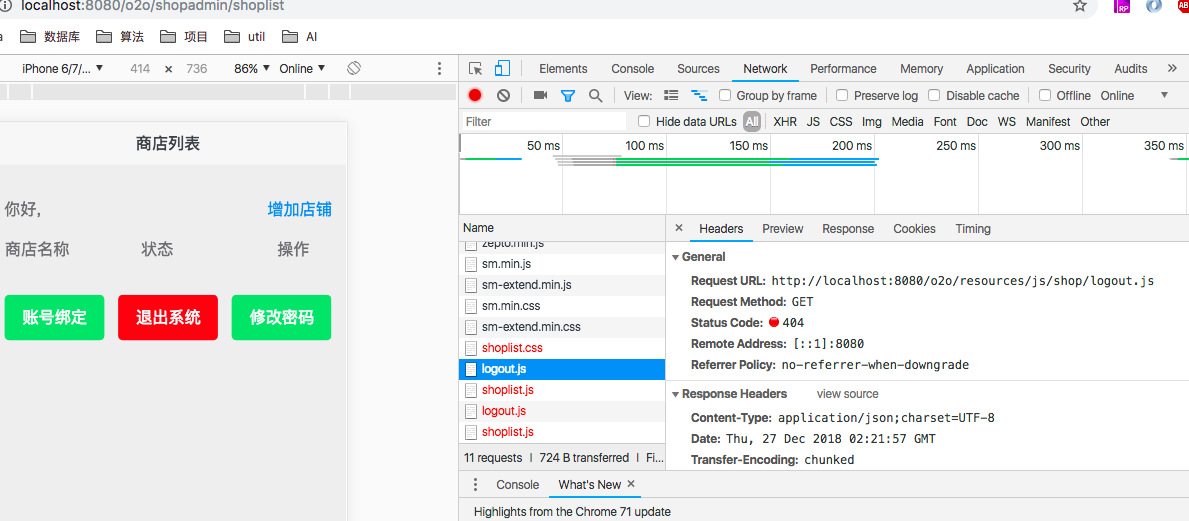 localhost:8080/o2o/shopadmin/shoplist
RP
AB
a 数据库 算法 项目 util AI
iPhone 6/7/... ▼ 414 × 736 86% ▼ Online ▼
Elements Console Sources Network Performance Memory Application Security Audits »
View: Group by frame Preserve log Disable cache Offline Online ▼
Filter Hide data URLs All XHR JS CSS Img Media Font Doc WS Manifest Other
50 ms 100 ms 150 ms 200 ms 250 ms 300 ms 350 ms
商店列表
你好, 增加店铺
商店名称 状态 操作
账号绑定 退出系统 修改密码
Name
zepto.min.js
sm.min.js
sm-extend.min.js
sm.min.css
sm-extend.min.css
shoplist.css
logout.js
shoplist.js
logout.js
shoplist.js
11 requests | 724 B transferred | Fi...
× Headers Preview Response Cookies Timing
▼ General
Request URL: http://localhost:8080/o2o/resources/js/shop/logout.js
Request Method: GET
Status Code: 404
Remote Address: [::1]:8080
Referrer Policy: no-referrer-when-downgrade
▼ Response Headers view source
Content-Type: application/json;charset=UTF-8
Date: Thu, 27 Dec 2018 02:21:57 GMT
Transfer-Encoding: chunked
Console What's New ×
Highlights from the Chrome 71 update